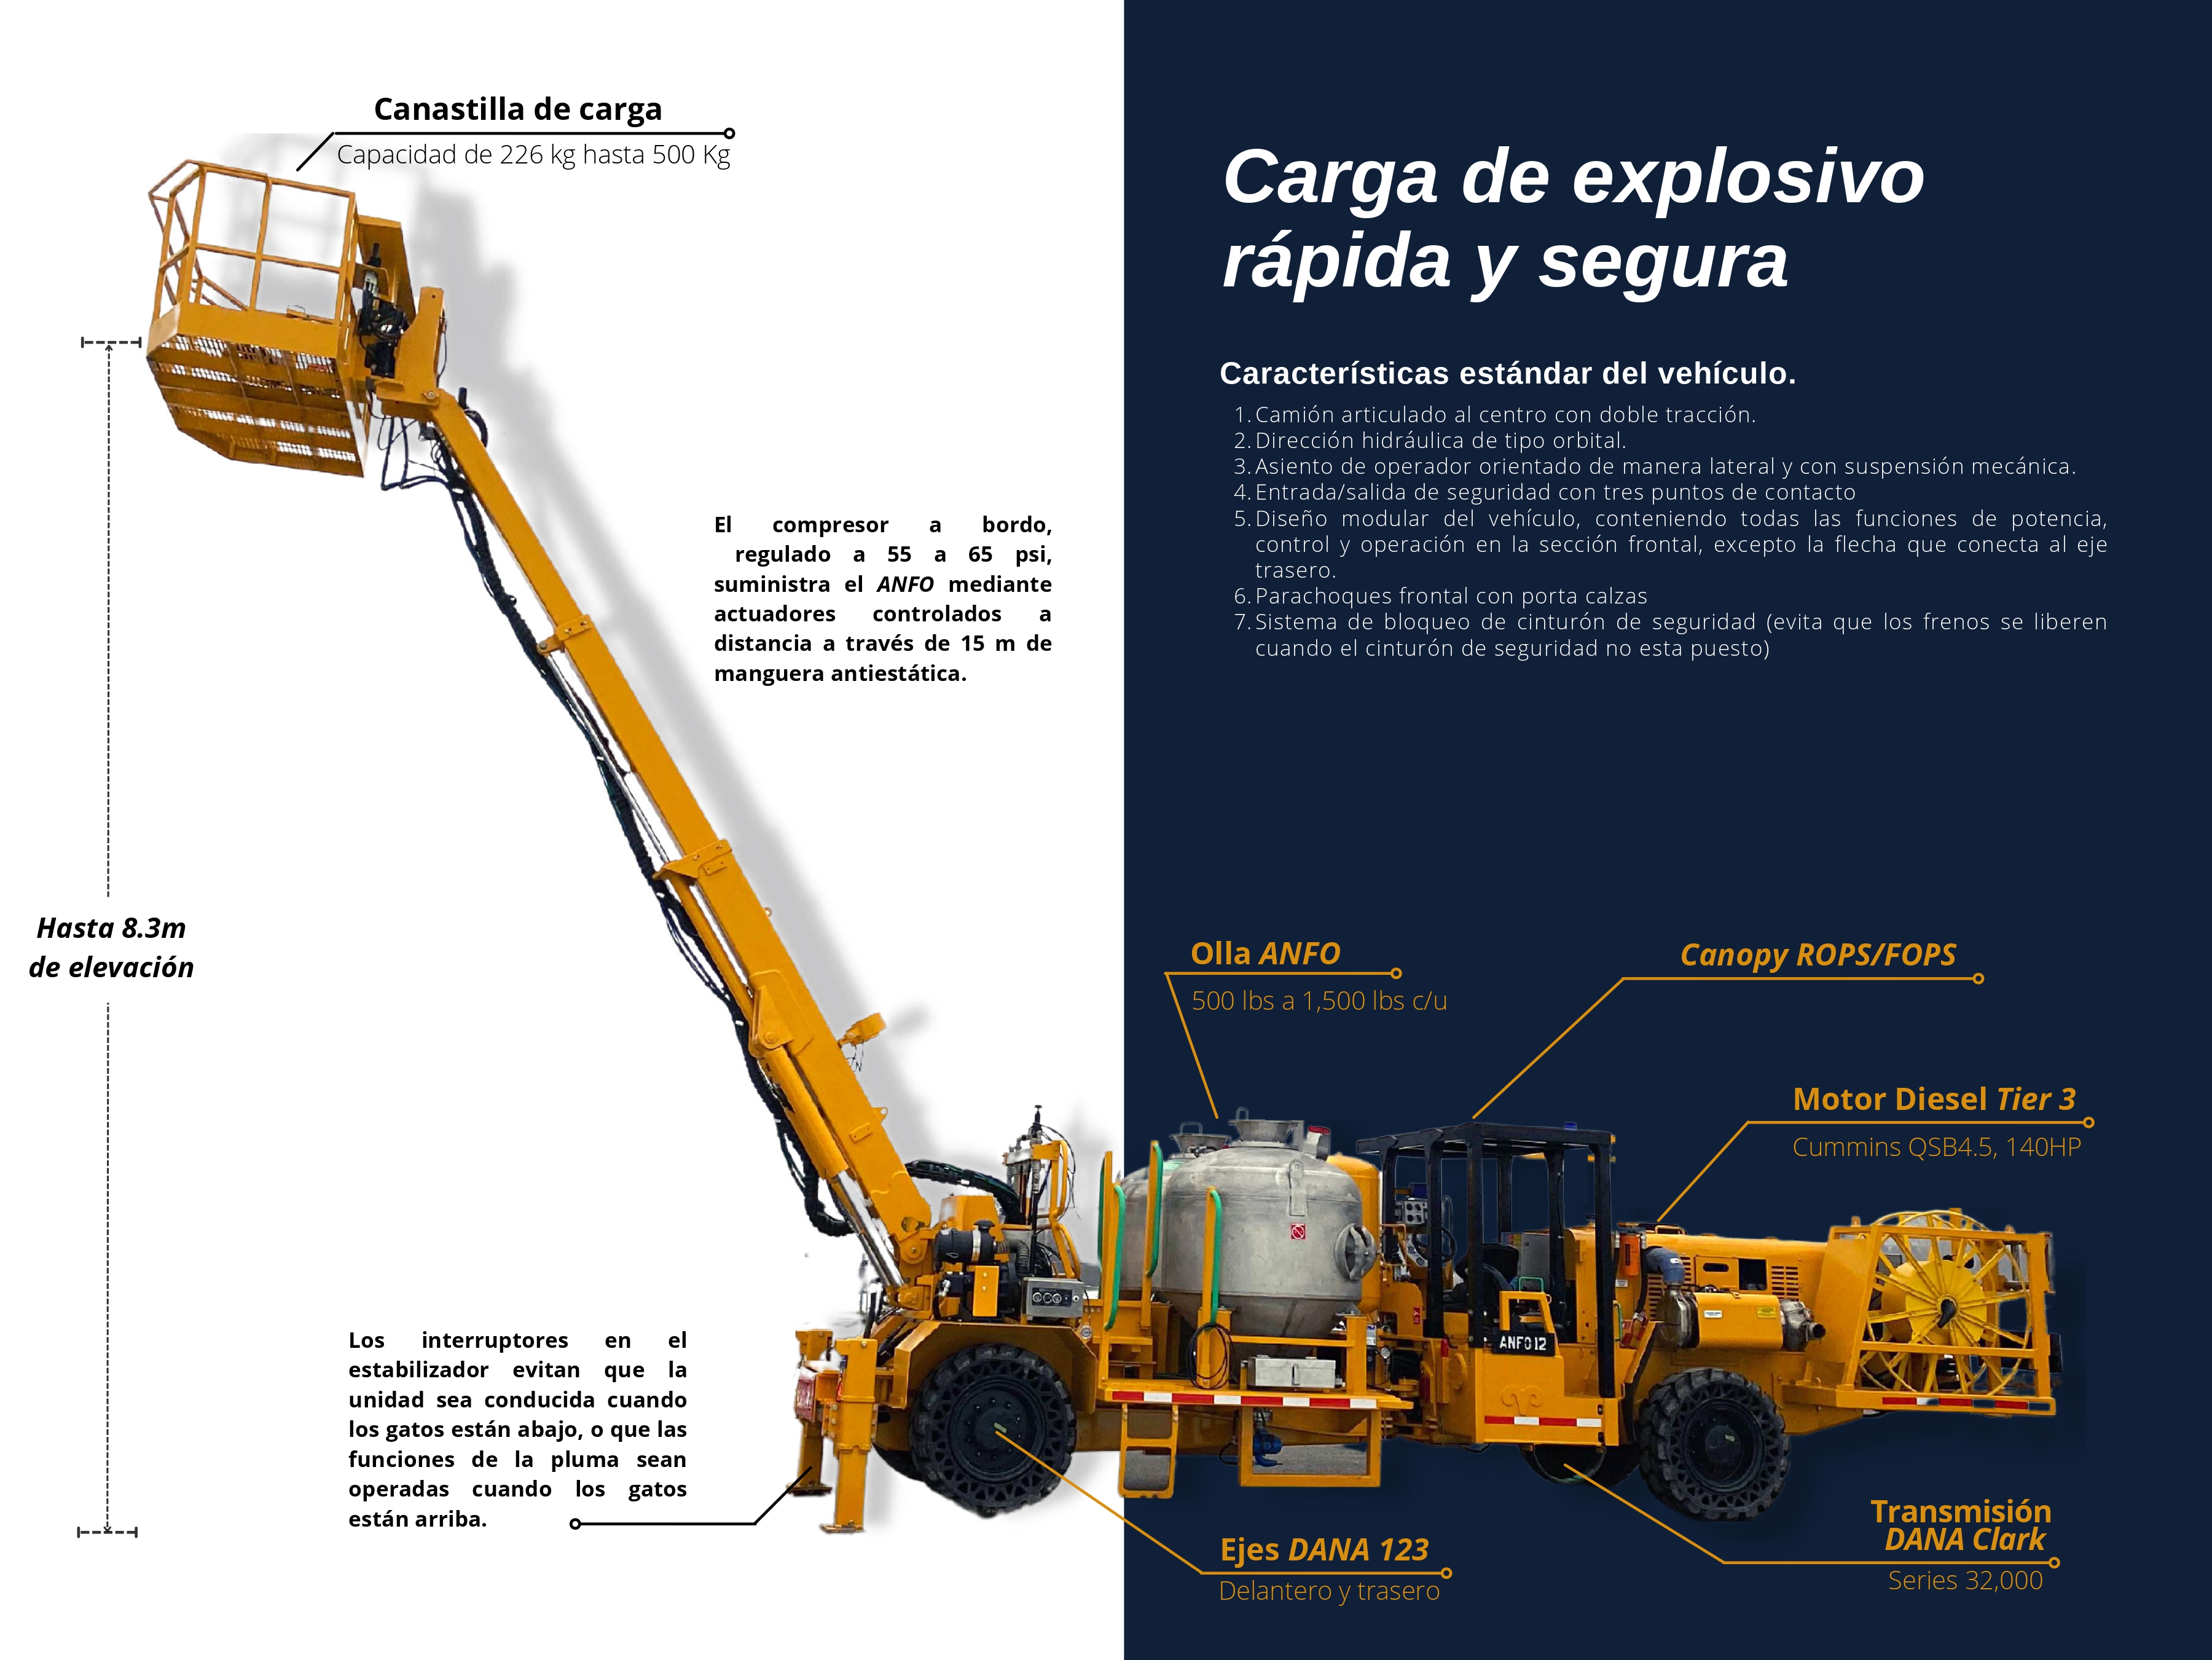 Canastilla de carga
Capacidad de 226 kg hasta 500 Kg
Hasta 8.3m
de elevación
El compresor a bordo,
regulado a 55 a 65 psi,
suministra el ANFO mediante
actuadores controlados a
distancia a través de 15 m de
manguera antiestática.
Los interruptores en el
estabilizador evitan que la
unidad sea conducida cuando
los gatos están abajo, o que las
funciones de la pluma sean
operadas cuando los gatos
están arriba.
Carga de explosivo
rápida y segura
Características estándar del vehículo.
1. Camión articulado al centro con doble tracción.
2. Dirección hidráulica de tipo orbital.
3. Asiento de operador orientado de manera lateral y con suspensión mecánica.
4. Entrada/salida de seguridad con tres puntos de contacto
5. Diseño modular del vehículo, conteniendo todas las funciones de potencia,
control y operación en la sección frontal, excepto la flecha que conecta al eje
trasero.
6. Parachoques frontal con porta calzas
7. Sistema de bloqueo de cinturón de seguridad (evita que los frenos se liberen
cuando el cinturón de seguridad no esta puesto)
Olla ANFO
500 lbs a 1,500 lbs c/u
Canopy ROPS/FOPS
Motor Diesel Tier 3
Cummins QSB4.5, 140HP
ANFO 12
Ejes DANA 123
Delantero y trasero
Transmisión
DANA Clark
Series 32,000